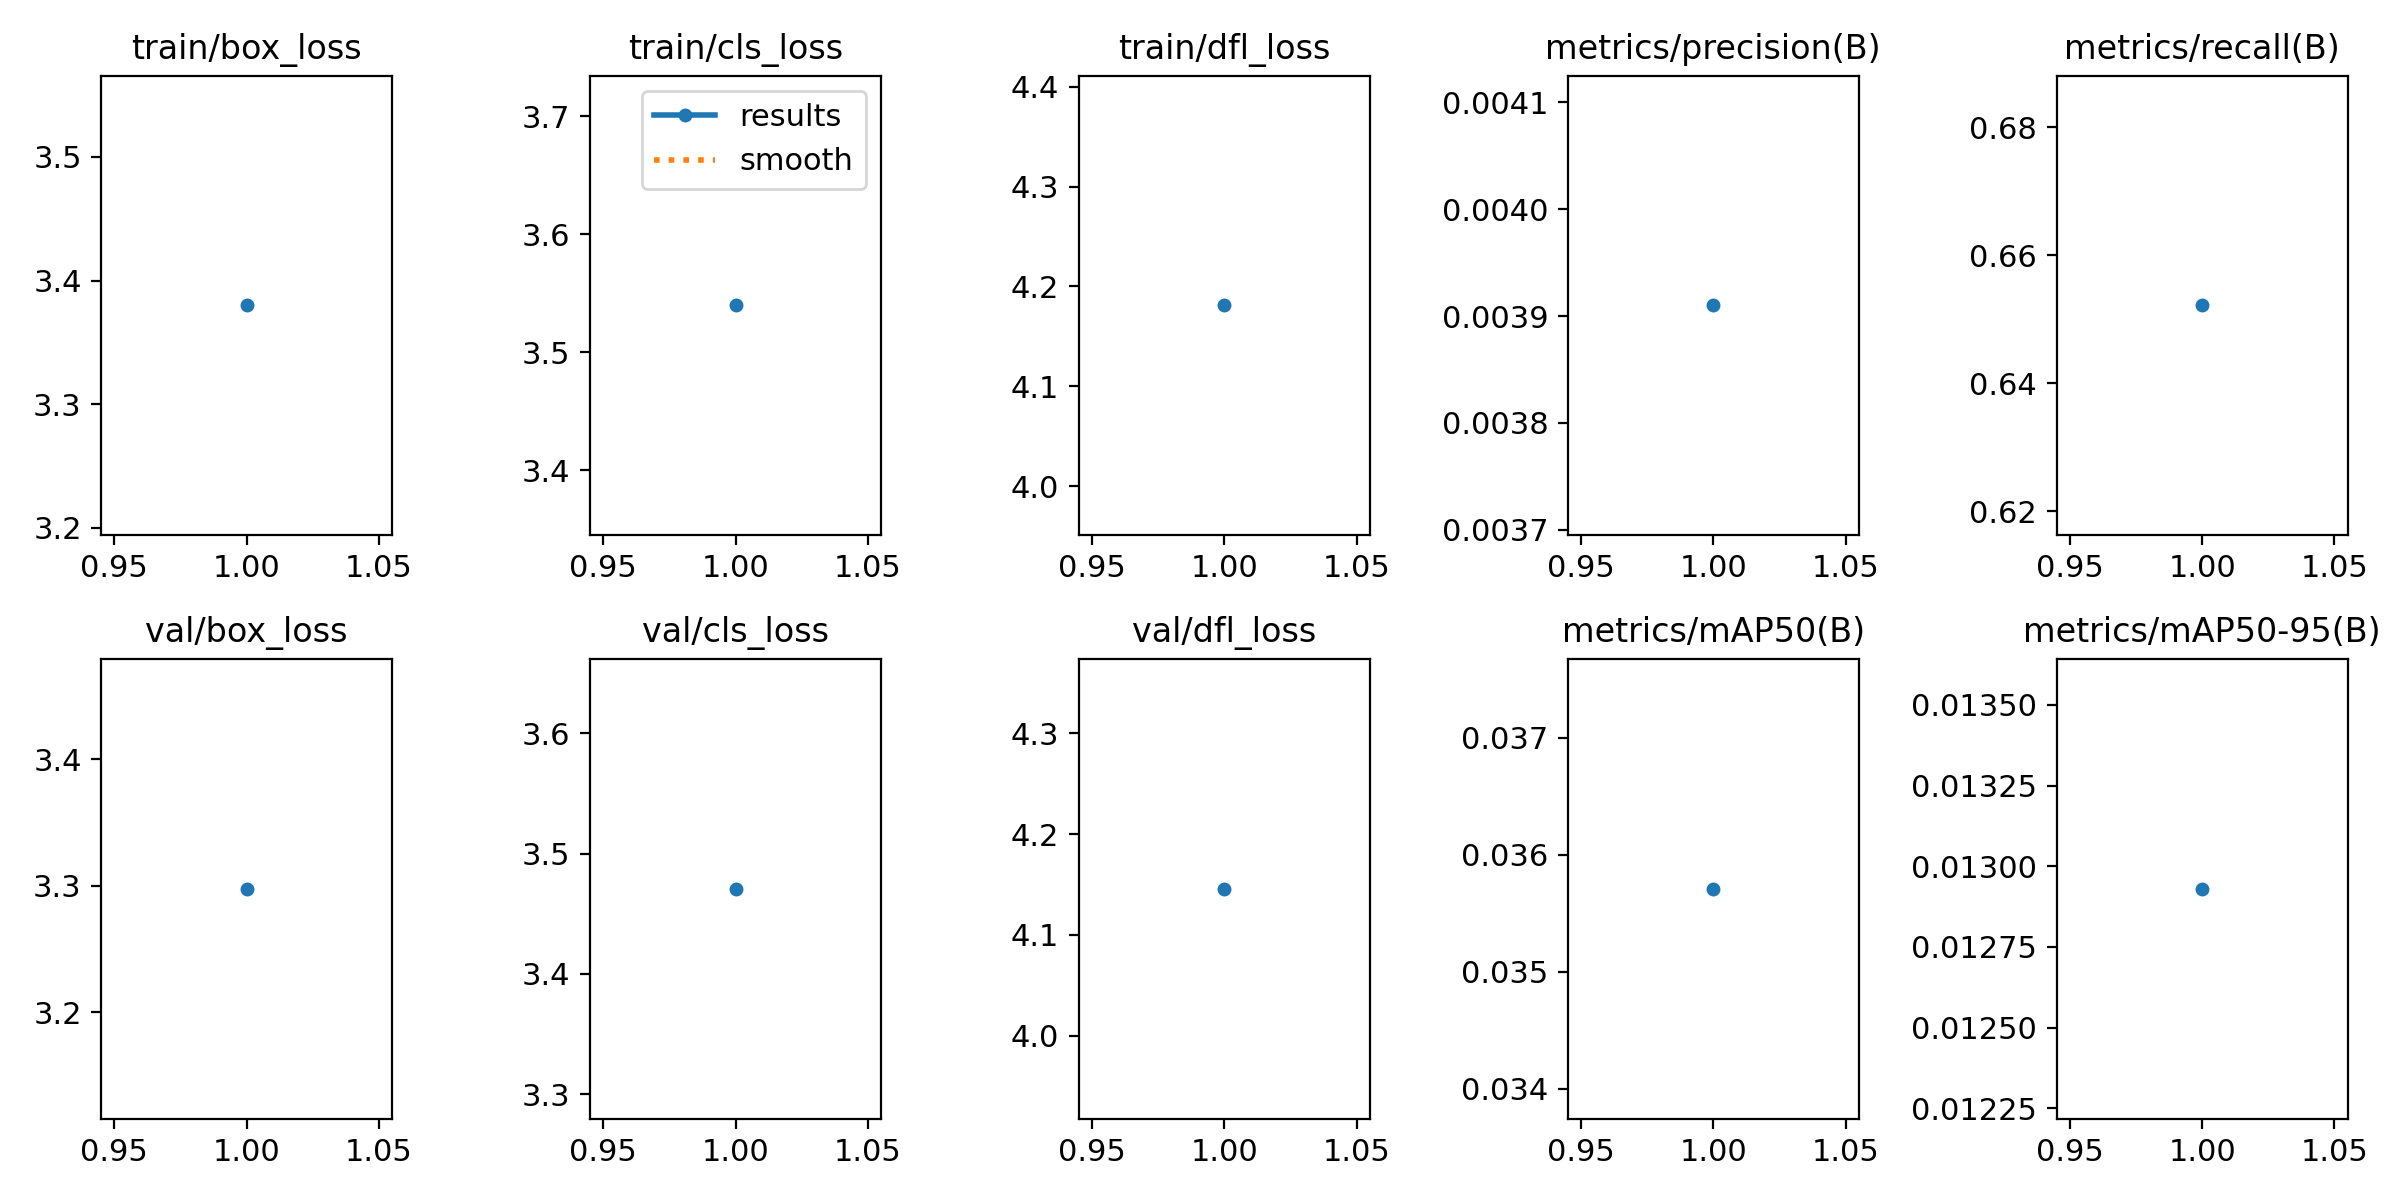 train/box_loss
3.5
3.4
3.3
3.2
0.95 1.00 1.05
train/cls_loss
results
smooth
3.7
3.6
3.5
3.4
0.95 1.00 1.05
train/dfl_loss
4.4
4.3
4.2
4.1
4.0
0.95 1.00 1.05
metrics/precision(B)
0.0041
0.0040
0.0039
0.0038
0.0037
0.95 1.00 1.05
metrics/recall(B)
0.68
0.66
0.64
0.62
0.95 1.00 1.05
val/box_loss
3.4
3.3
3.2
0.95 1.00 1.05
val/cls_loss
3.6
3.5
3.4
3.3
0.95 1.00 1.05
val/dfl_loss
4.3
4.2
4.1
4.0
0.95 1.00 1.05
metrics/mAP50(B)
0.037
0.036
0.035
0.034
0.95 1.00 1.05
metrics/mAP50-95(B)
0.01350
0.01325
0.01300
0.01275
0.01250
0.01225
0.95 1.00 1.05